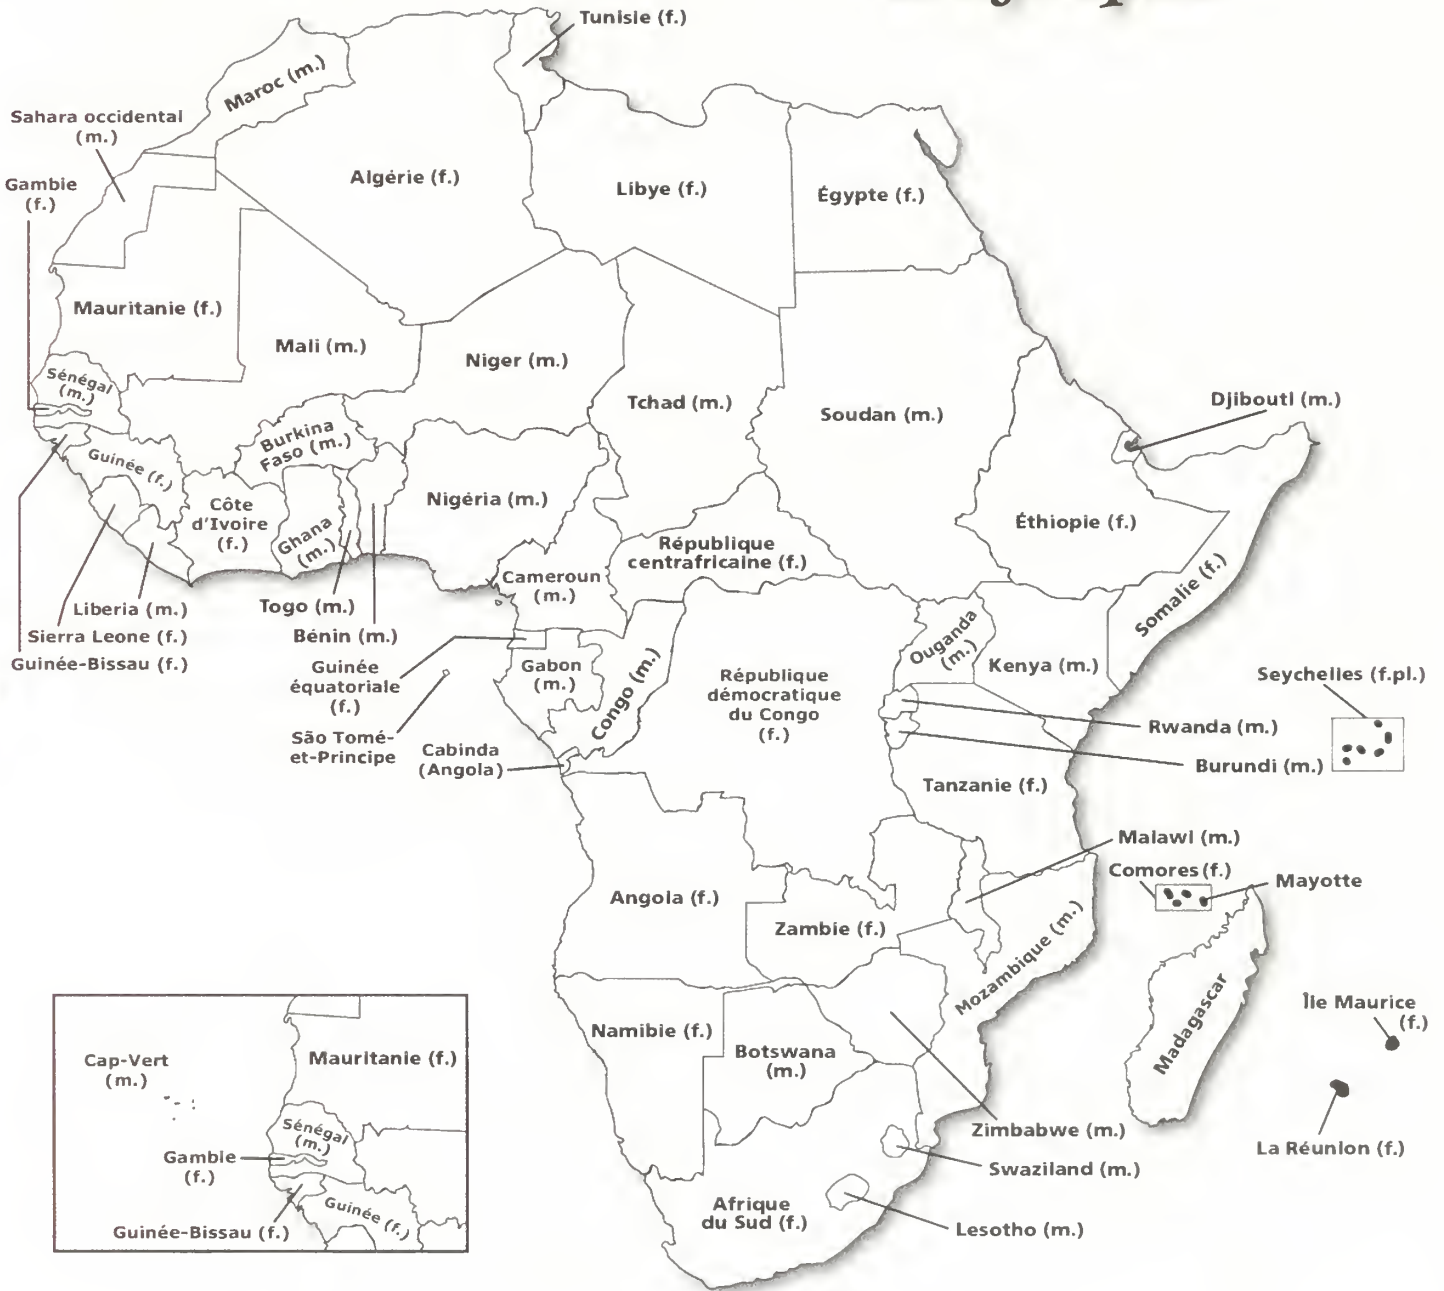 Tunisie (f.)
Maroc (m.)
Sahara occidental
(m.)
Gambie
(f.)
Algérie (f.)
Libye (f.)
Égypte (f.)
Mauritanie (f.)
Mali (m.)
Niger (m.)
Tchad (m.)
Soudan (m.)
Sénégal
(m.)
Djibouti (m.)
Burkina
Faso (m.)
Guinée (f.)
Côte
d'Ivoire
(f.)
Ghana
(m.)
Nigéria (m.)
Éthiopie (f.)
Somalie (f.)
République
centrafricaine (f.)
Cameroun
(m.)
Liberia (m.)
Sierra Leone (f.)
Guinée-Bissau (f.)
Togo (m.)
Bénin (m.)
Guinée
équatoriale
(f.)
São Tomé-
et-Principe
Gabon
(m.)
Congo (m.)
Cabinda
(Angola)
République
démocratique
du Congo
(f.)
Ouganda
(m.)
Kenya (m.)
Seychelles (f.pl.)
Rwanda (m.)
Burundi (m.)
Tanzanie (f.)
Malawi (m.)
Comores (f.)
Mayotte
Angola (f.)
Zambie (f.)
Mozambique (m.)
Madagascar
Île Maurice
(f.)
La Réunion (f.)
Namibie (f.)
Botswana
(m.)
Zimbabwe (m.)
Swaziland (m.)
Afrique
du Sud (f.)
Lesotho (m.)
Cap-Vert
(m.)
Mauritanie (f.)
Sénégal
(m.)
Gambie
(f.)
Guinée-Bissau (f.)
Guinée (f.)